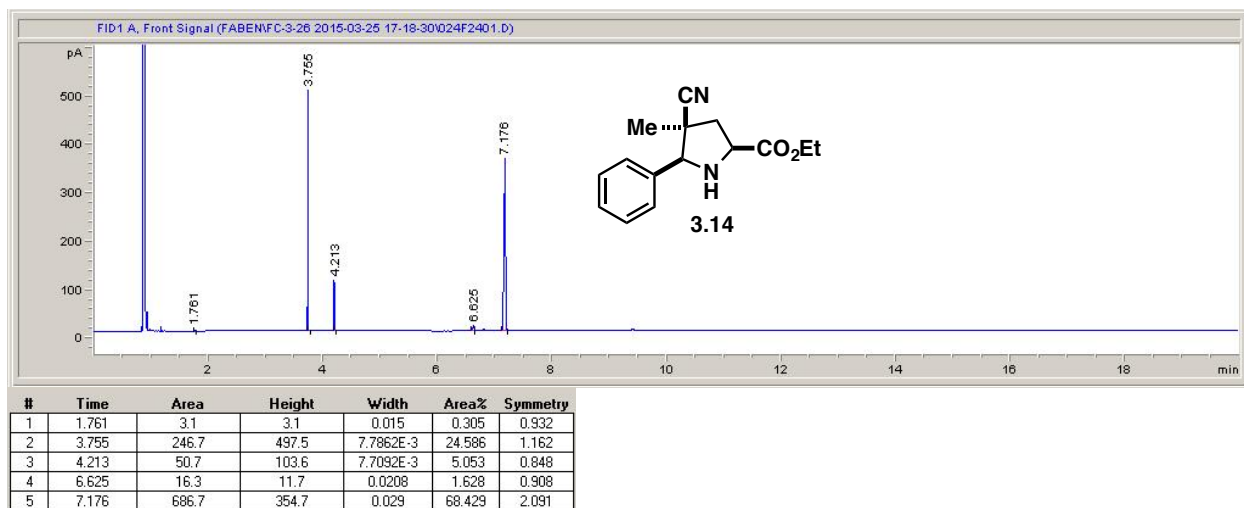 FID1 A, Front Signal (FABEN\FC-3-26 2015-03-25 17-18-30\024F2401.D)
pA
500
400
300
200
100
0
1.761
3.755
4.213
6.625
7.176
CN
Me
CO2Et
N
H
3.14
2 4 6 8 10 12 14 16 18 min
# Time Area Height Width Area% Symmetry
1 1.761 3.1 3.1 0.015 0.305 0.932
2 3.755 246.7 497.5 7.7862E-3 24.586 1.162
3 4.213 50.7 103.6 7.7092E-3 5.053 0.848
4 6.625 16.3 11.7 0.0208 1.628 0.908
5 7.176 686.7 354.7 0.029 68.429 2.091